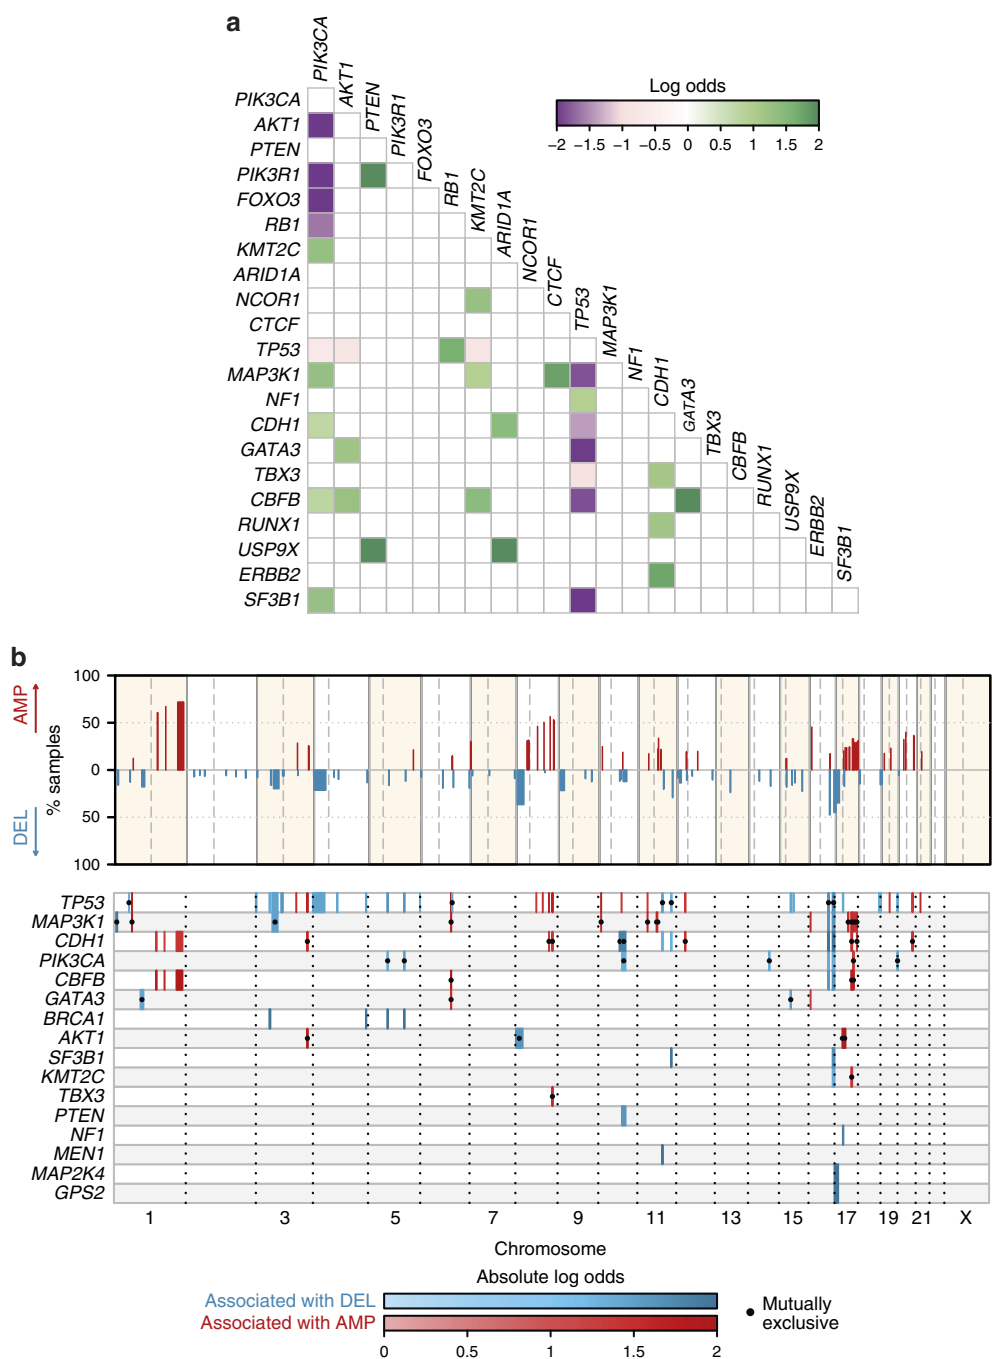 a
PIK3CA
AKT1
PTEN
PIK3R1
FOXO3
RB1
KMT2C
ARID1A
NCOR1
CTCF
TP53
MAP3K1
NF1
CDH1
GATA3
TBX3
CBFB
RUNX1
USP9X
ERBB2
SF3B1
Log odds
−2 −1.5 −1 −0.5 0 0.5 1 1.5 2
PIK3CA
AKT1
PTEN
PIK3R1
FOXO3
RB1
KMT2C
ARID1A
NCOR1
CTCF
TP53
MAP3K1
NF1
CDH1
GATA3
TBX3
CBFB
RUNX1
USP9X
ERBB2
SF3B1
b
AMP
DEL
% samples
100
50
0
50
100
TP53
MAP3K1
CDH1
PIK3CA
CBFB
GATA3
BRCA1
AKT1
SF3B1
KMT2C
TBX3
PTEN
NF1
MEN1
MAP2K4
GPS2
1 3 5 7 9 11 13 15 17 19 21 X
Chromosome
Absolute log odds
Associated with DEL
Associated with AMP
0 0.5 1 1.5 2
Mutually
exclusive